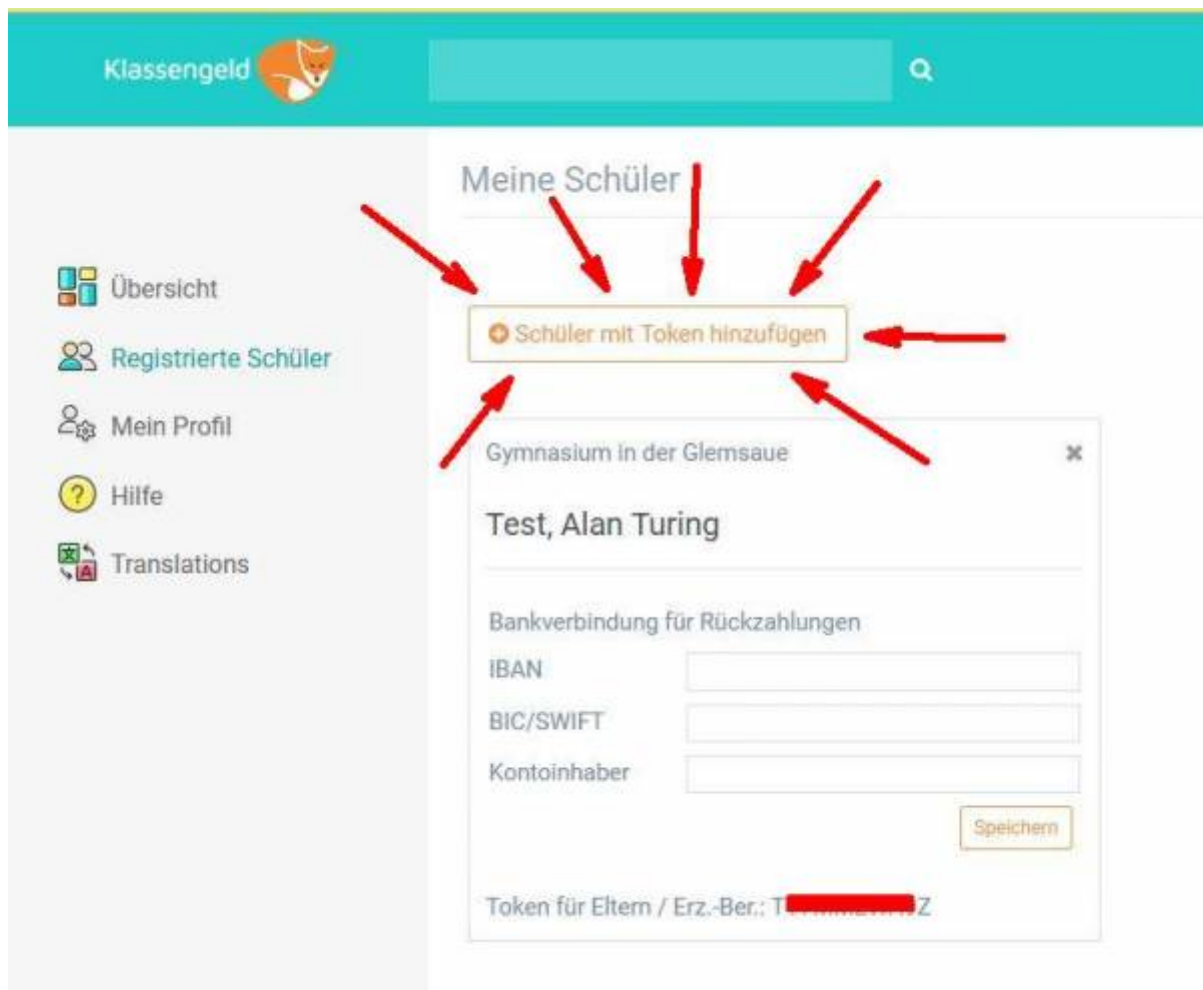 Klassengeld
Meine Schüler
Übersicht
Registrierte Schüler
Mein Profil
Hilfe
Translations
Schüler mit Token hinzufügen
Gymnasium in der Glemsaue
Test, Alan Turing
Bankverbindung für Rückzahlungen
IBAN
BIC/SWIFT
Kontoinhaber
Speichern
Token für Eltern / Erz.-Ber.: